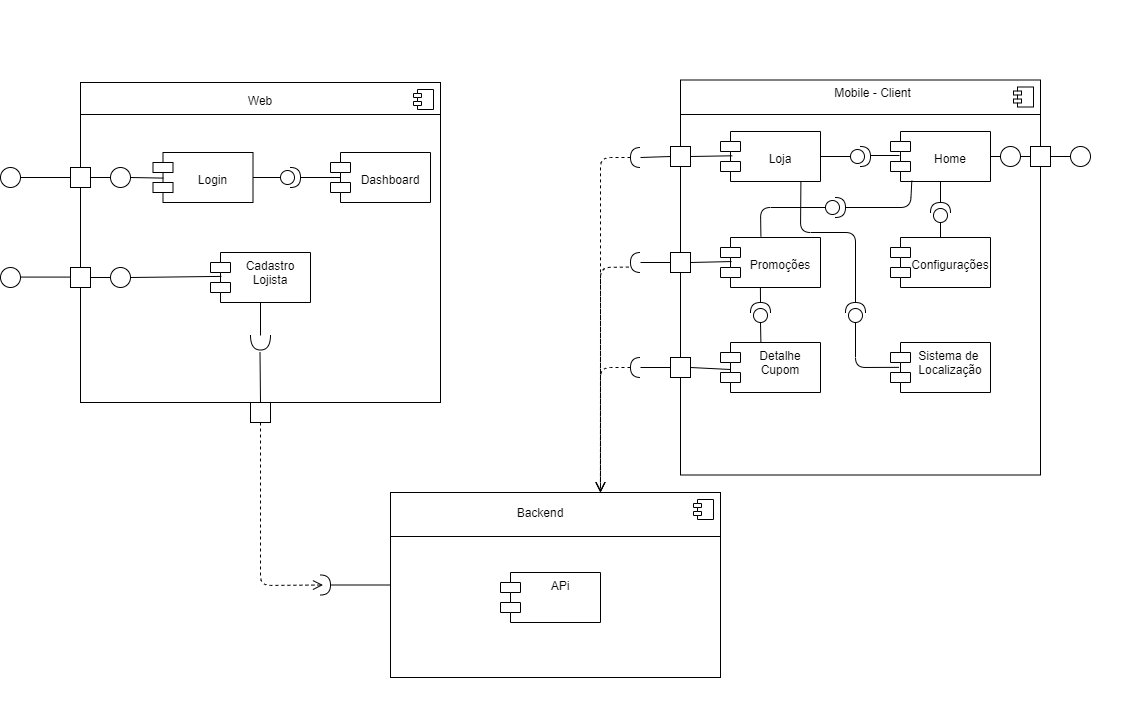 Web
Mobile - Client
Login
Dashboard
Cadastro
Lojista
Loja
Home
Promoções
Configurações
Detalhe
Cupom
Sistema de
Localização
Backend
APi